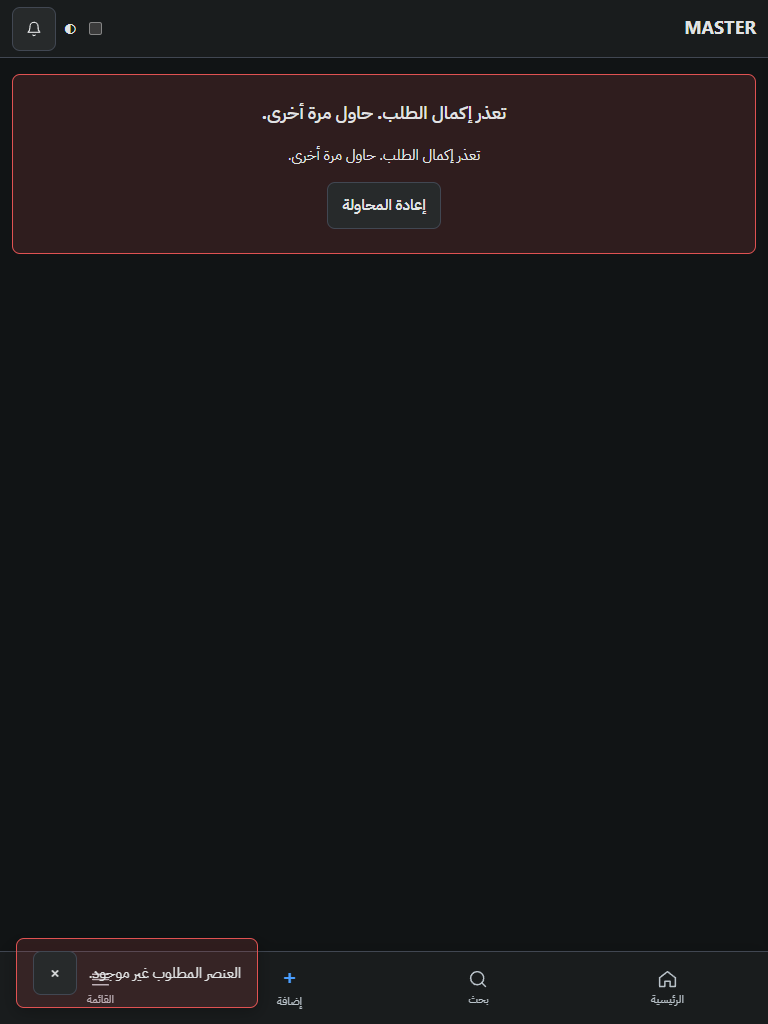 MASTER
تعذر إكمال الطلب. حاول مرة أخرى.
تعذر إكمال الطلب. حاول مرة أخرى.
إعادة المحاولة
العنصر المطلوب غير موجود.
×
الرئيسية
بحث
إضافة
القائمة